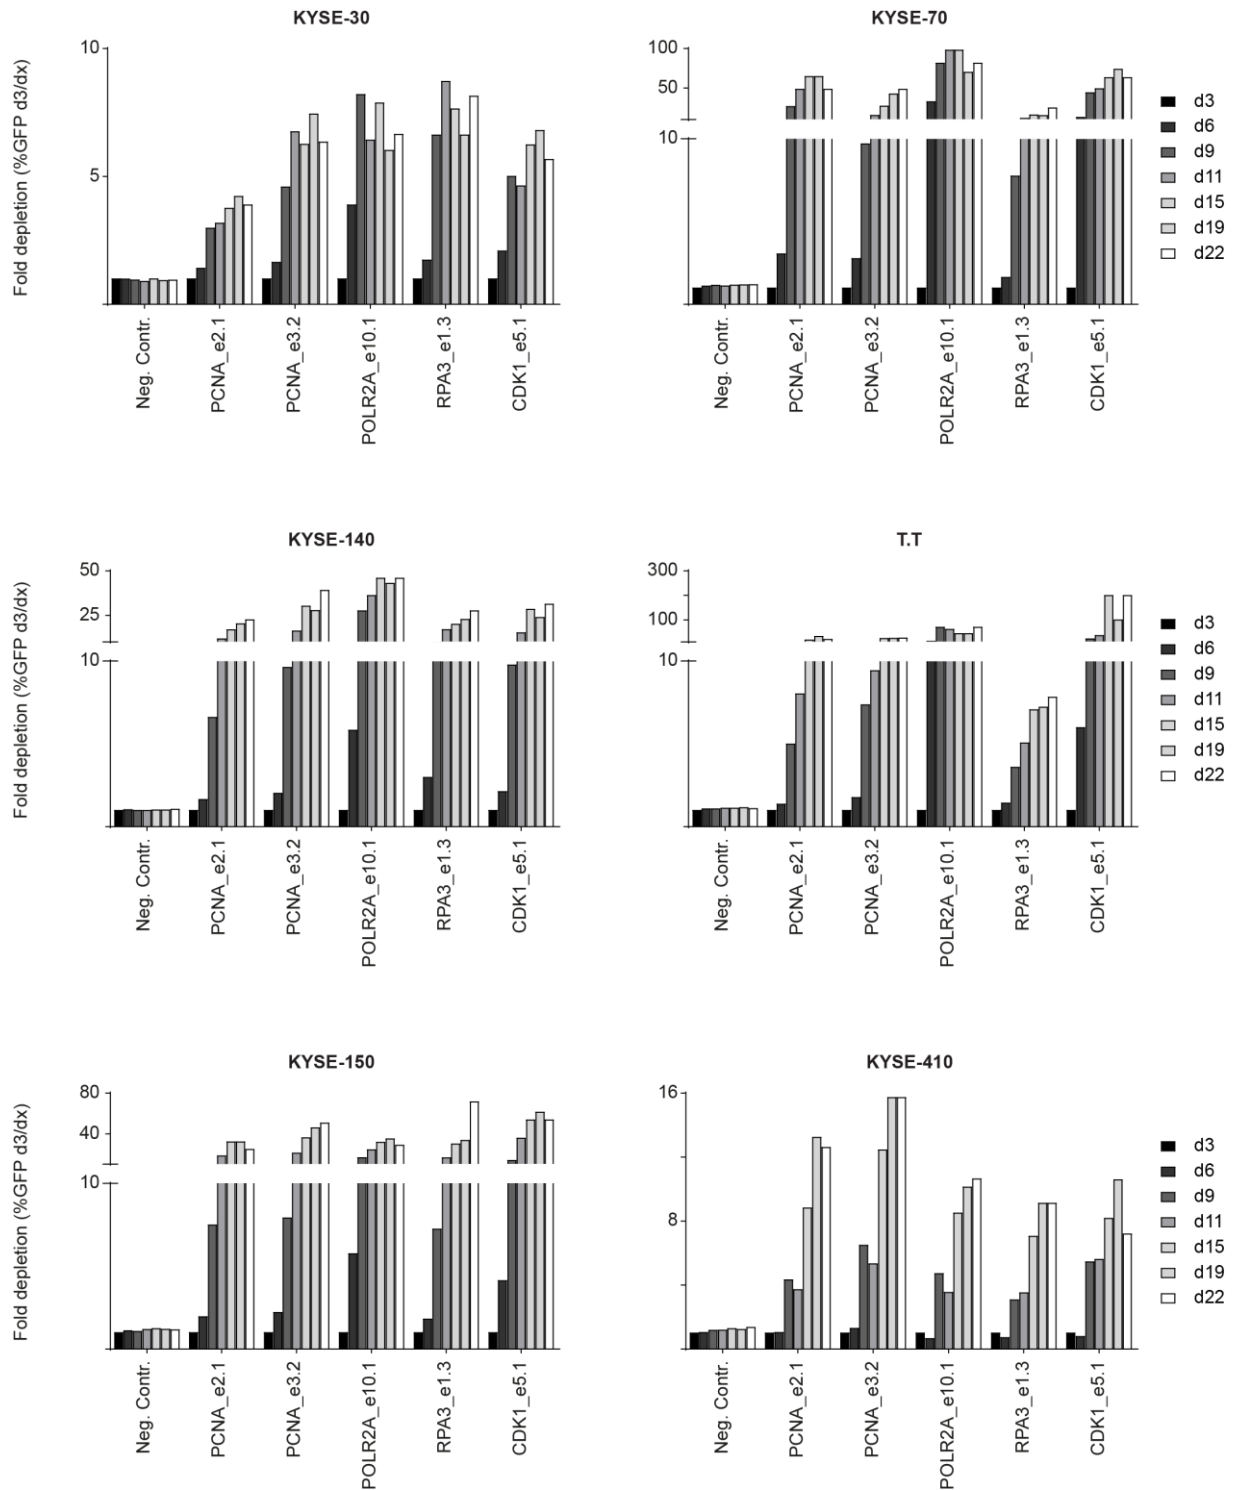 KYSE-30
KYSE-70
Fold depletion (%GFP d3/dx)
10
5
Neg. Contr.
PCNA_e2.1
PCNA_e3.2
POLR2A_e10.1
RPA3_e1.3
CDK1_e5.1
100
50
10
Neg. Contr.
PCNA_e2.1
PCNA_e3.2
POLR2A_e10.1
RPA3_e1.3
CDK1_e5.1
d3
d6
d9
d11
d15
d19
d22
KYSE-140
T.T
Fold depletion (%GFP d3/dx)
50
25
10
Neg. Contr.
PCNA_e2.1
PCNA_e3.2
POLR2A_e10.1
RPA3_e1.3
CDK1_e5.1
300
100
10
Neg. Contr.
PCNA_e2.1
PCNA_e3.2
POLR2A_e10.1
RPA3_e1.3
CDK1_e5.1
d3
d6
d9
d11
d15
d19
d22
KYSE-150
KYSE-410
Fold depletion (%GFP d3/dx)
80
40
10
Neg. Contr.
PCNA_e2.1
PCNA_e3.2
POLR2A_e10.1
RPA3_e1.3
CDK1_e5.1
16
8
Neg. Contr.
PCNA_e2.1
PCNA_e3.2
POLR2A_e10.1
RPA3_e1.3
CDK1_e5.1
d3
d6
d9
d11
d15
d19
d22